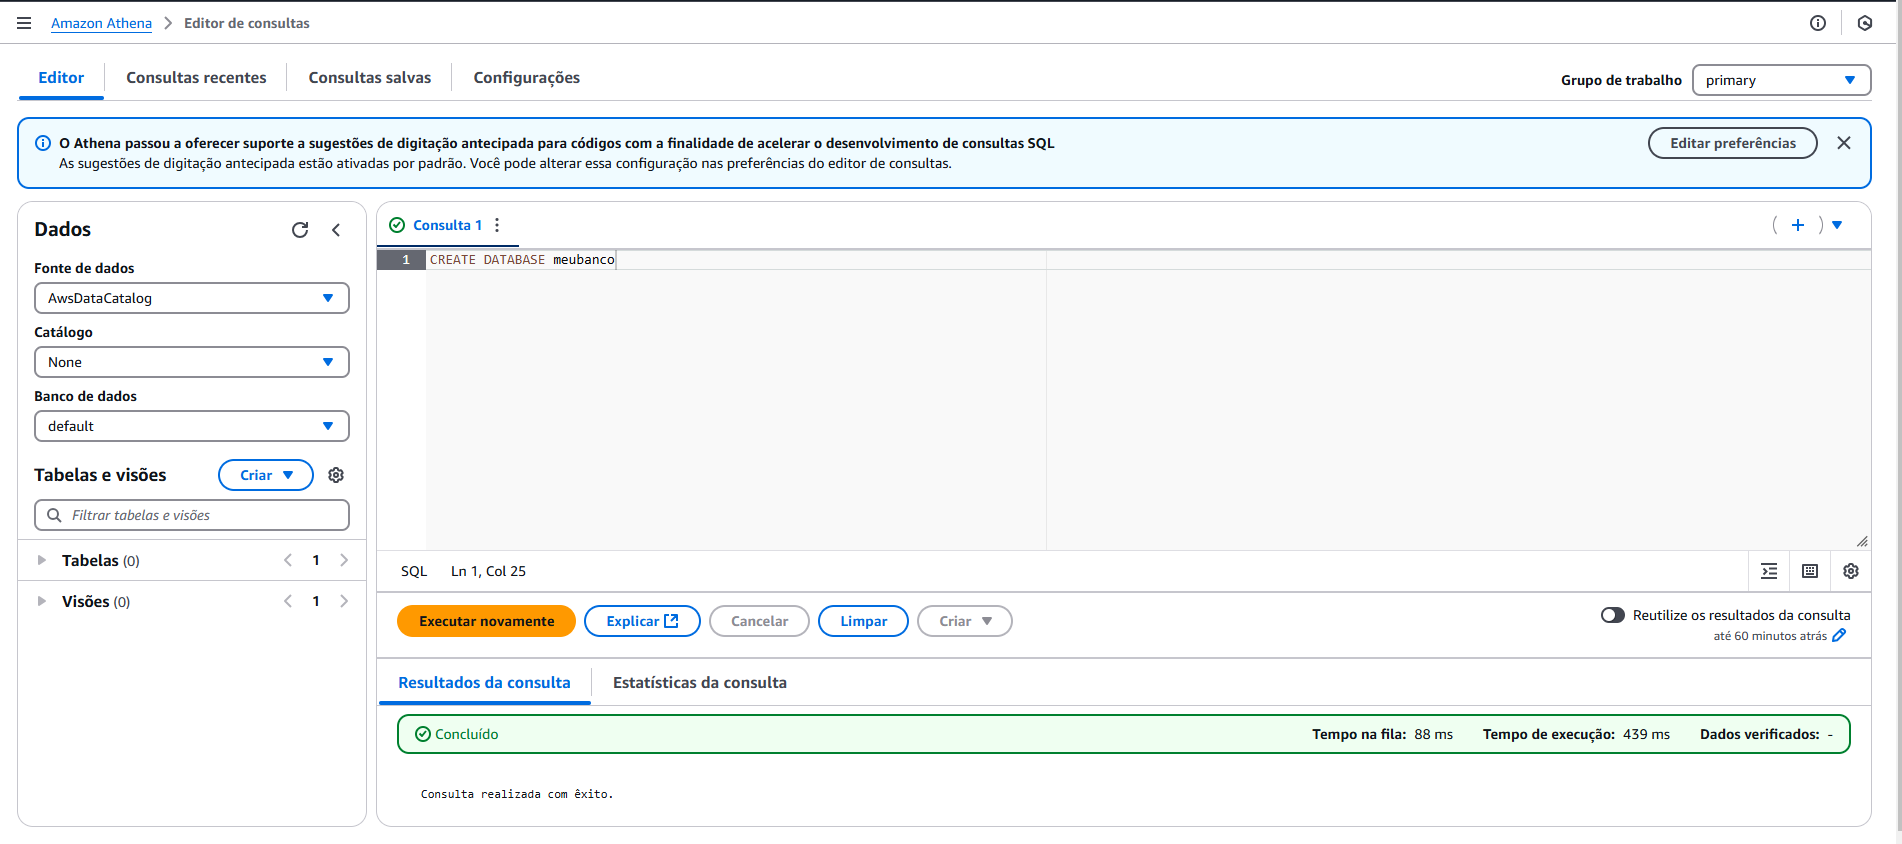 Amazon Athena > Editor de consultas
Editor Consultas recentes Consultas salvas Configurações
Grupo de trabalho primary
O Athena passou a oferecer suporte a sugestões de digitação antecipada para códigos com a finalidade de acelerar o desenvolvimento de consultas SQL
As sugestões de digitação antecipada estão ativadas por padrão. Você pode alterar essa configuração nas preferências do editor de consultas.
Editar preferências
Dados
Fonte de dados
AwsDataCatalog
Catálogo
None
Banco de dados
default
Tabelas e visões
Criar
Filtrar tabelas e visões
Tabelas (0) 1
Visões (0) 1
Consulta 1
1 CREATE DATABASE meubanco
SQL Ln 1, Col 25
Executar novamente Explicar Cancelar Limpar Criar
Reutilize os resultados da consulta
até 60 minutos atrás
Resultados da consulta Estatísticas da consulta
Concluído
Tempo na fila: 88 ms Tempo de execução: 439 ms Dados verificados: -
Consulta realizada com êxito.